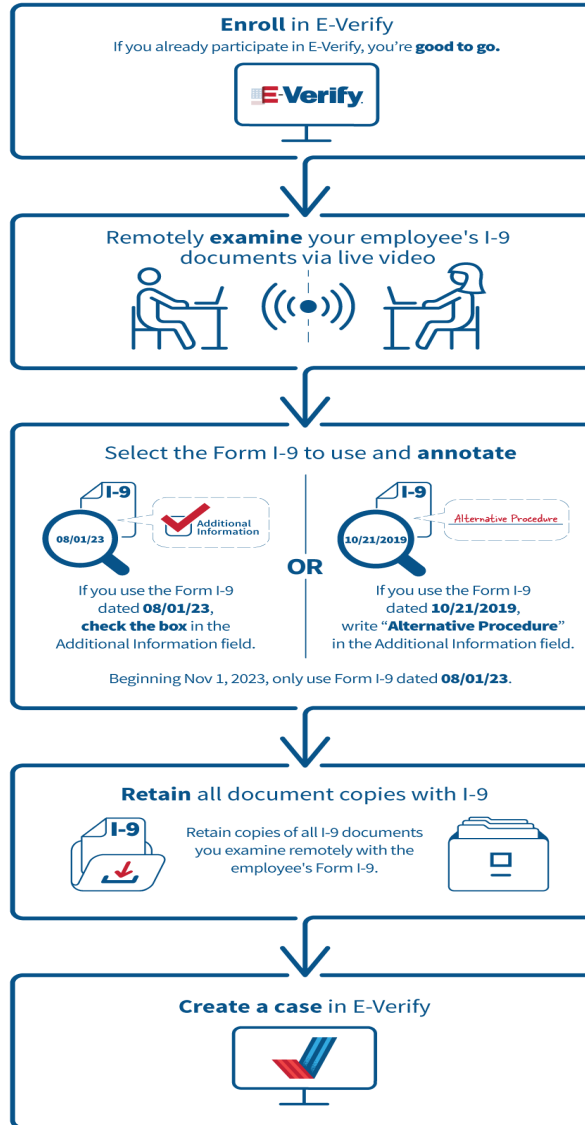 Enroll in E-Verify
If you already participate in E-Verify, you’re good to go.
E-Verify
Remotely examine your employee's I-9
documents via live video
Select the Form I-9 to use and annotate
I-9
08/01/23
Additional
Information
If you use the Form I-9
dated 08/01/23,
check the box in the
Additional Information field.
OR
I-9
10/21/2019
Alternative Procedure
If you use the Form I-9
dated 10/21/2019,
write “Alternative Procedure”
in the Additional Information field.
Beginning Nov 1, 2023, only use Form I-9 dated 08/01/23.
Retain all document copies with I-9
I-9
Retain copies of all I-9 documents
you examine remotely with the
employee's Form I-9.
Create a case in E-Verify